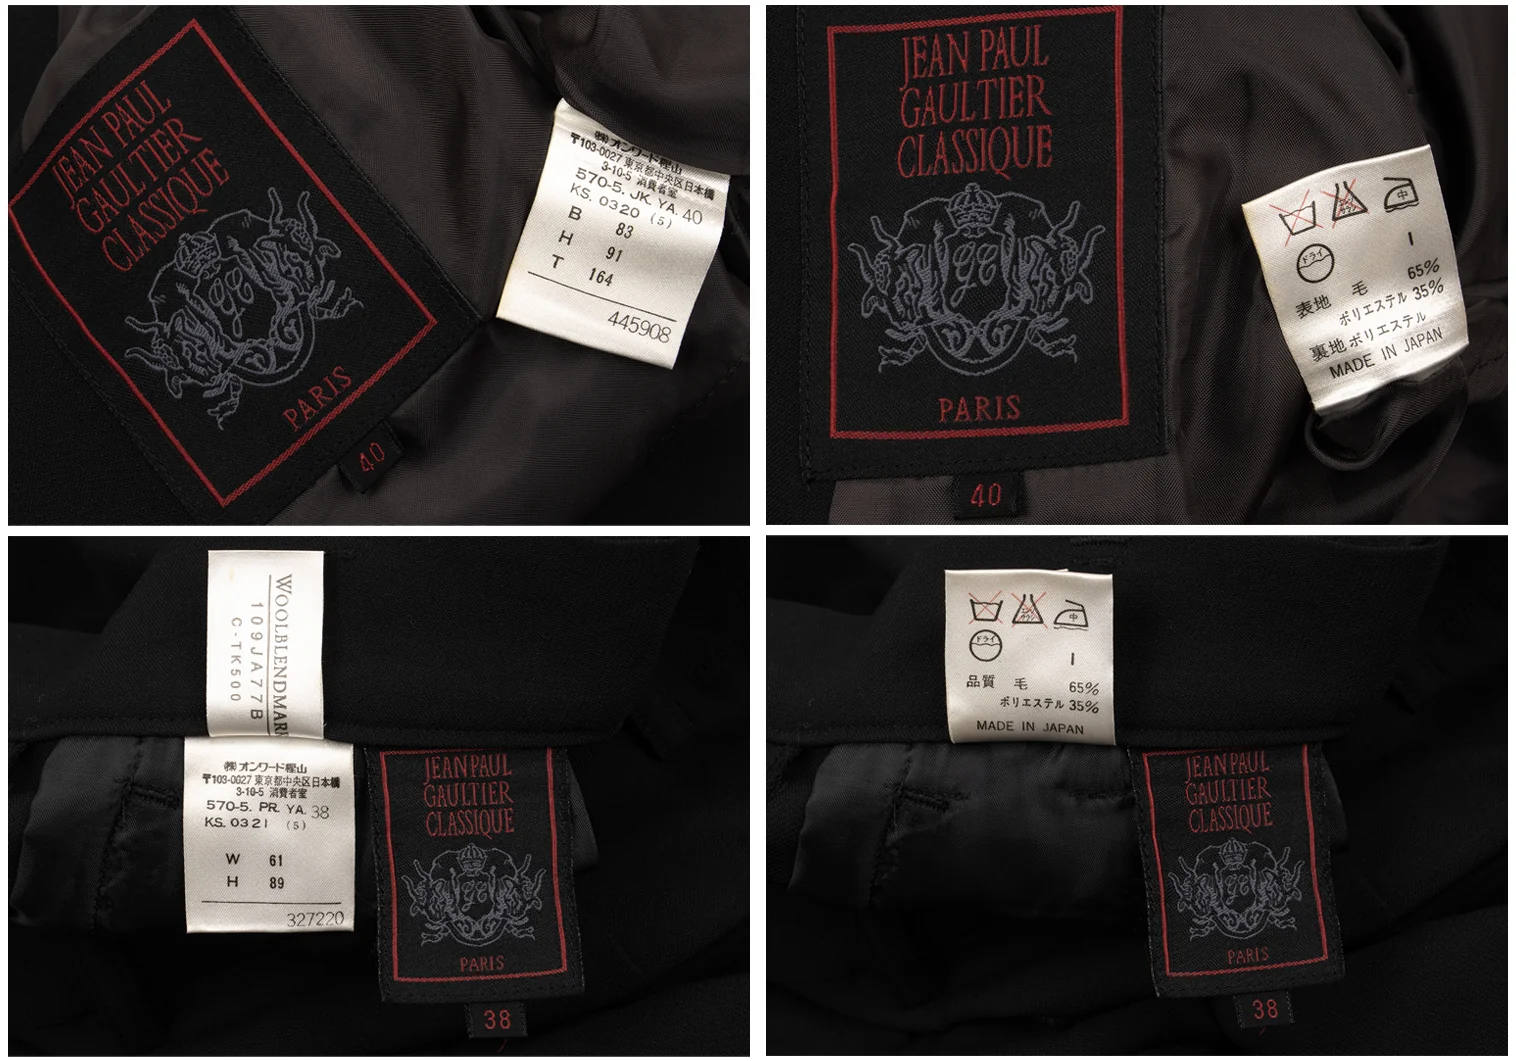 JEAN PAUL
GAULTIER
CLASSIQUE
PARIS
40
(株)オンワード樫山
〒103-0027 東京都中央区日本橋
3-10-5 消費者室
570-5. JK. YA. 40
KS. 0320 (5)
B 83
H 91
T 164
445908
JEAN PAUL
GAULTIER
CLASSIQUE
PARIS
40
中
ドライ
1
表地 毛 65%
ポリエステル 35%
裏地 ポリエステル
MADE IN JAPAN
WOOLBLENDMARK
109JA77B
C-TK500
(株)オンワード樫山
〒103-0027 東京都中央区日本橋
3-10-5 消費者室
570-5. PR. YA. 38
KS. 0321 (5)
W 61
H 89
327220
JEAN PAUL
GAULTIER
CLASSIQUE
PARIS
38
中
ドライ
1
品質 毛 65%
ポリエステル 35%
MADE IN JAPAN
JEAN PAUL
GAULTIER
CLASSIQUE
PARIS
38